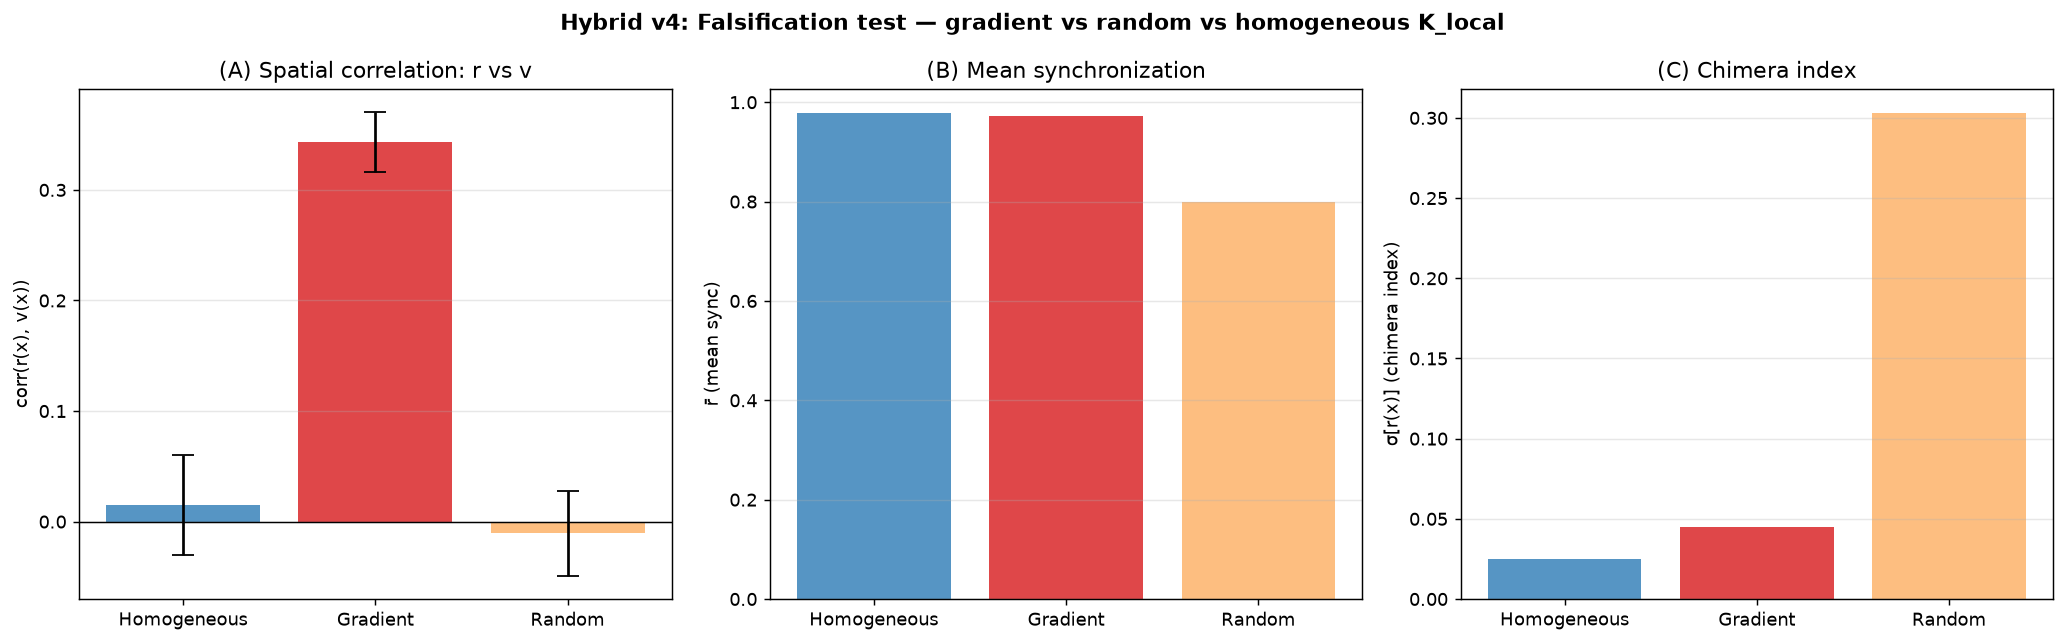 Hybrid v4: Falsification test — gradient vs random vs homogeneous K_local
(A) Spatial correlation: r vs v
corr(r(x), v(x))
0.3
0.2
0.1
0.0
Homogeneous
Gradient
Random
(B) Mean synchronization
r̄ (mean sync)
1.0
0.8
0.6
0.4
0.2
0.0
Homogeneous
Gradient
Random
(C) Chimera index
σ[r(x)] (chimera index)
0.30
0.25
0.20
0.15
0.10
0.05
0.00
Homogeneous
Gradient
Random